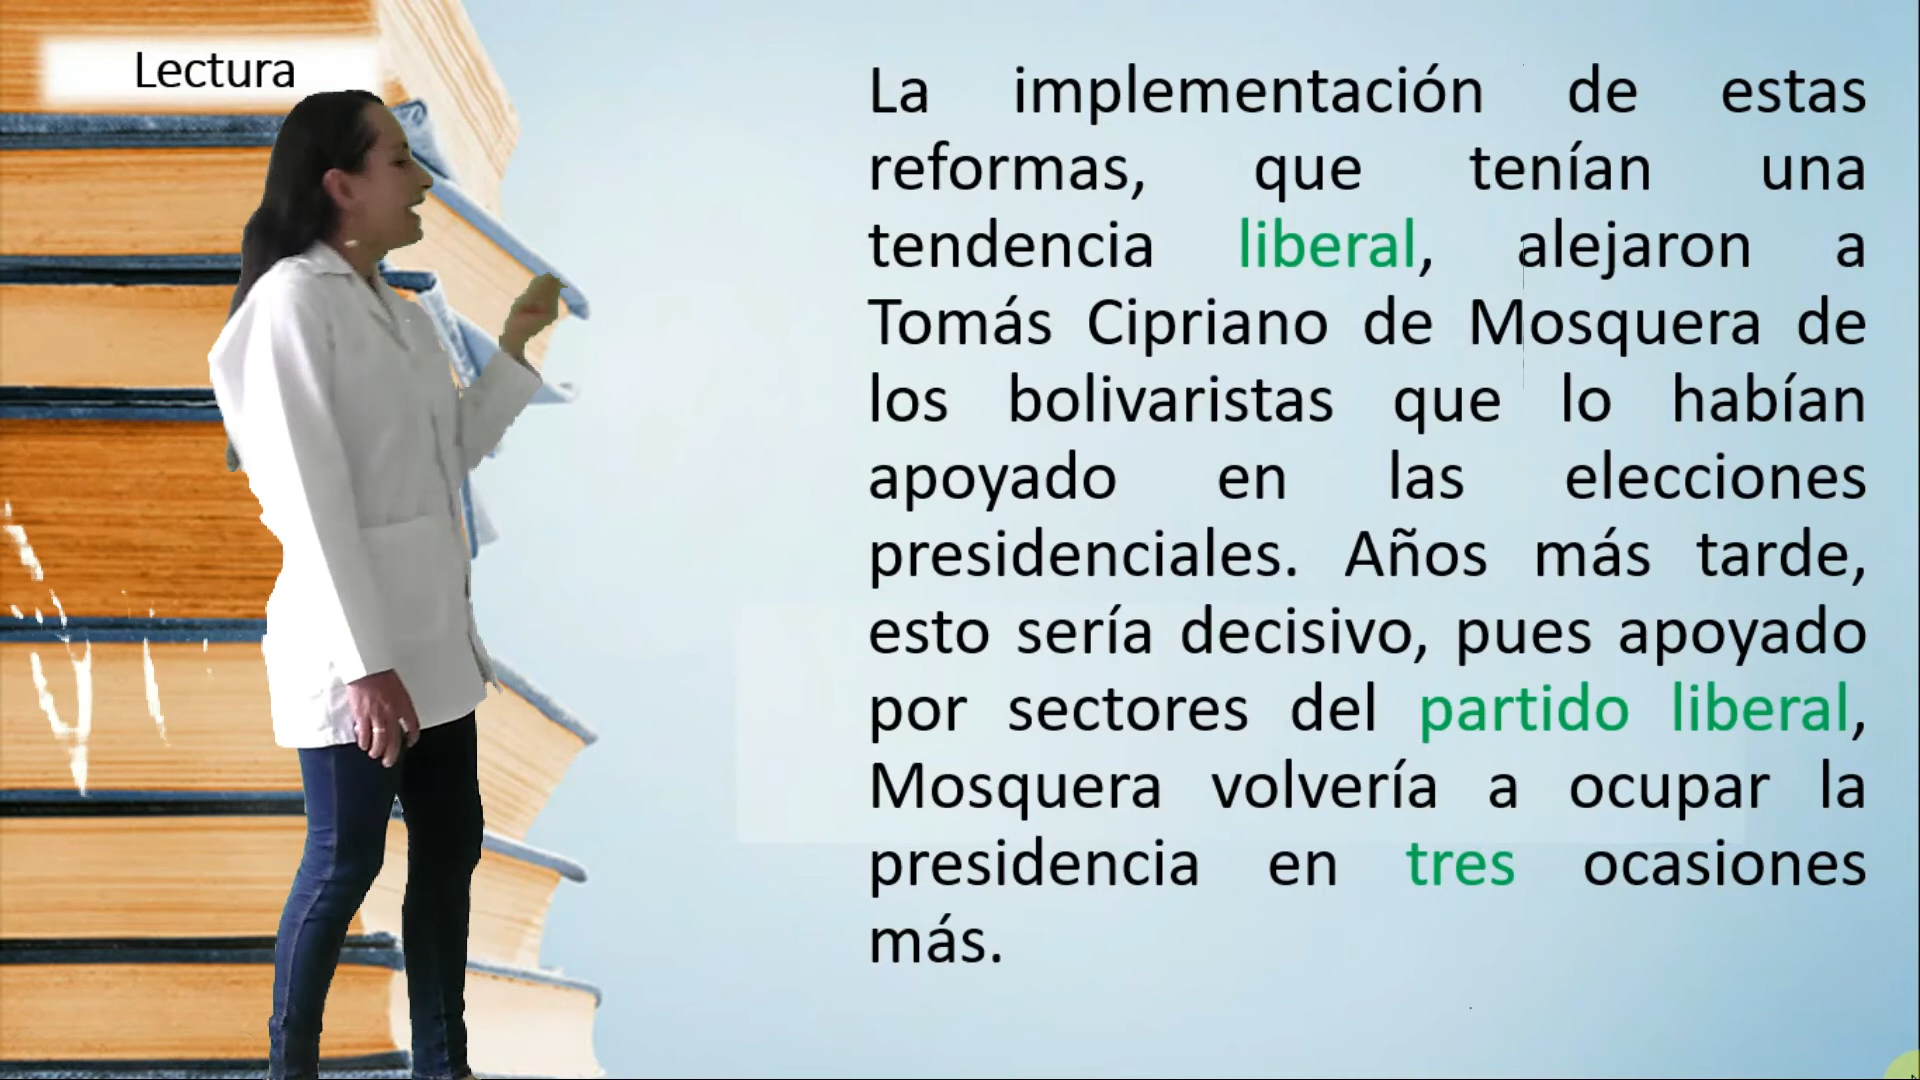 Lectura
La implementación de estas
reformas, que tenían una
tendencia liberal, alejaron a
Tomás Cipriano de Mosquera de
los bolivaristas que lo habían
apoyado en las elecciones
presidenciales. Años más tarde,
esto sería decisivo, pues apoyado
por sectores del partido liberal,
Mosquera volvería a ocupar la
presidencia en tres ocasiones
más.